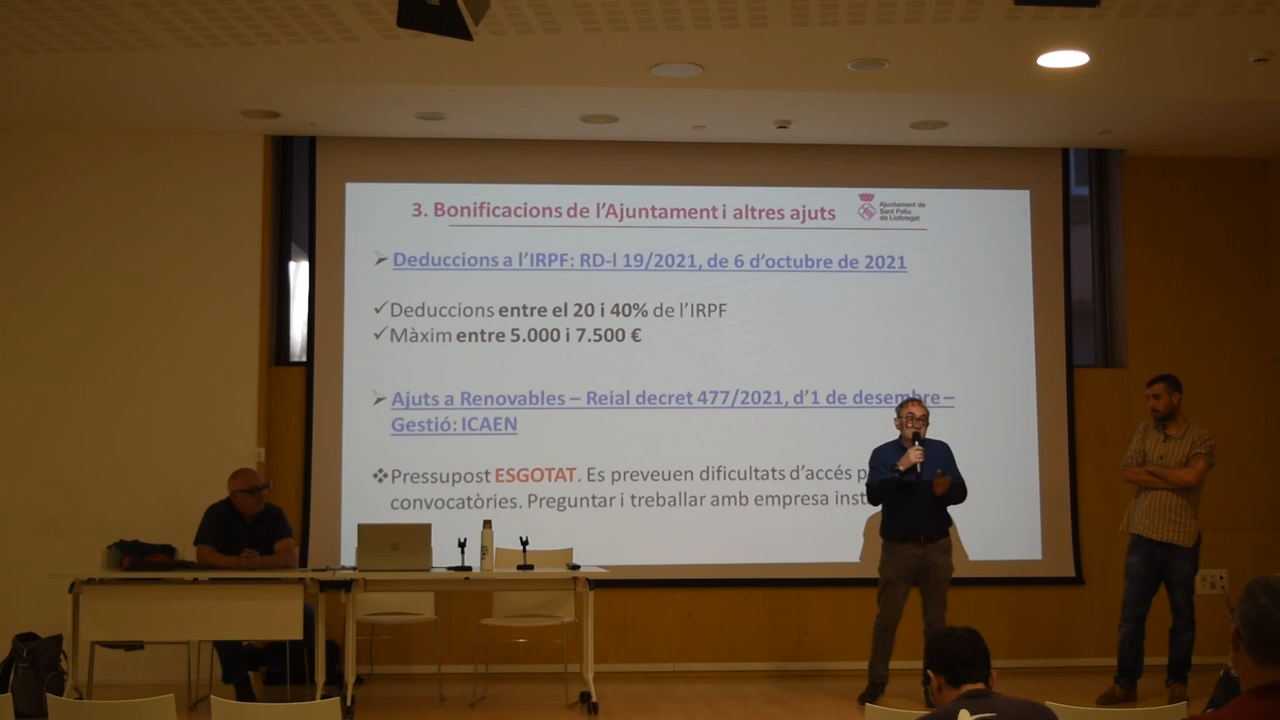 3. Bonificacions de l'Ajuntament i altres ajuts
Ajuntament de
Sant Feliu
de Llobregat
Deduccions a l'IRPF: RD-l 19/2021, de 6 d'octubre de 2021
Deduccions entre el 20 i 40% de l'IRPF
Màxim entre 5.000 i 7.500 €
Ajuts a Renovables – Reial decret 477/2021, d'1 de desembre –
Gestió: ICAEN
Pressupost ESGOTAT. Es preveuen dificultats d'accés
convocatòries. Preguntar i treballar amb empresa